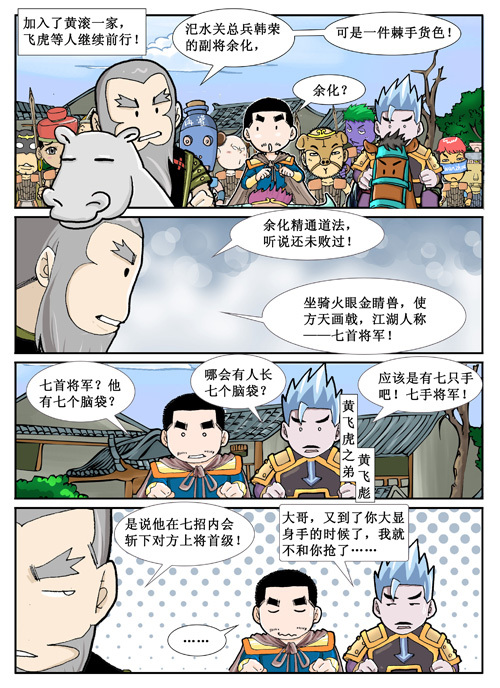 加入了黄滚一家，
飞虎等人继续前行！
汜水关总兵韩荣
的副将余化，
可是一件棘手货色！
余化？
余化精通道法，
听说还未败过！
坐骑火眼金睛兽，使
方天画戟，江湖人称
——七首将军！
七首将军？他
有七个脑袋？
哪会有人长
七个脑袋？
应该是有七只手
吧！七手将军！
黄飞虎之弟
黄飞彪
是说他在七招内会
斩下对方上将首级！
大哥，又到了你大显
身手的时候了，我就
不和你抢了……
……